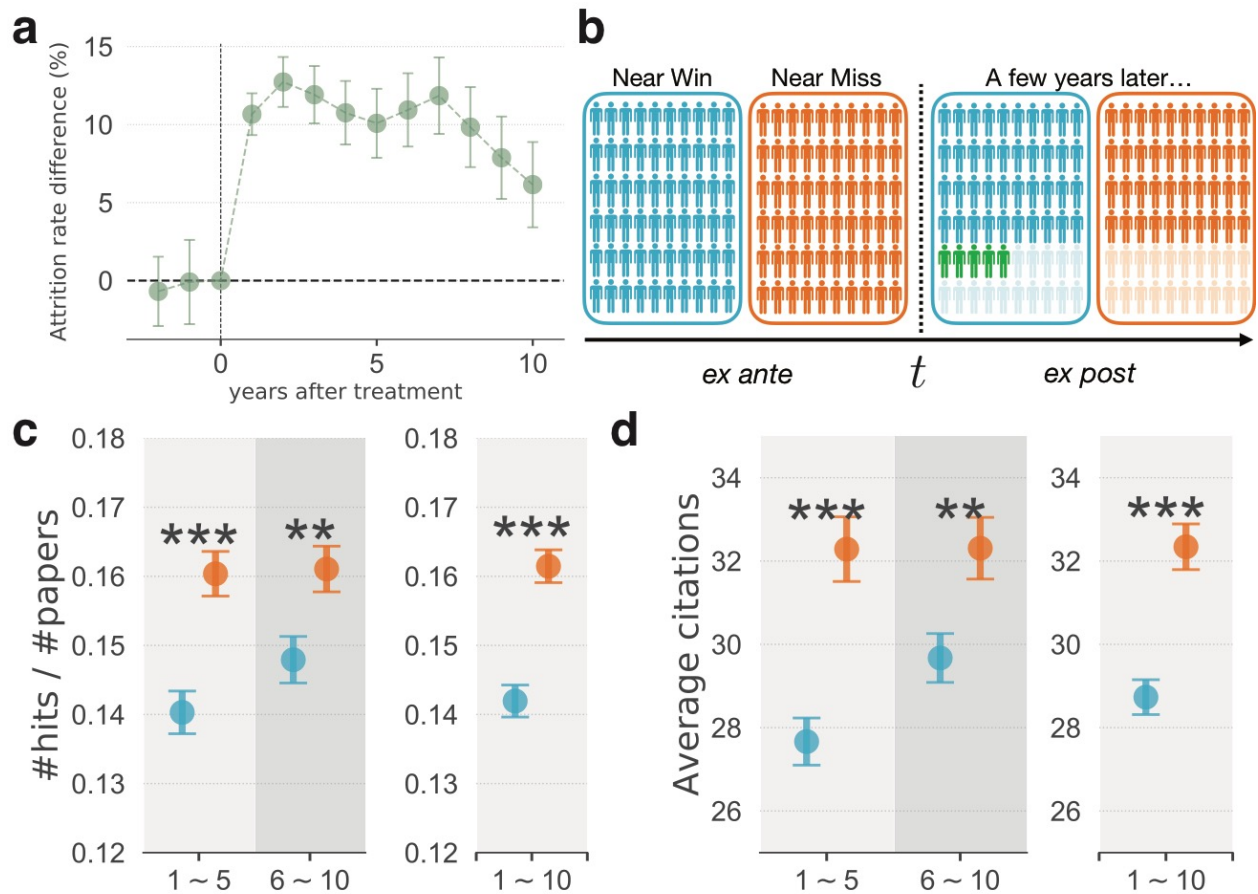 a
Attrition rate difference (%)
15
10
5
0
0 5 10
years after treatment
b
Near Win Near Miss A few years later...
ex ante t ex post
c
#hits / #papers
0.18
0.17
0.16
0.15
0.14
0.13
0.12
*** **
1 ~ 5 6 ~ 10
0.18
0.17
0.16
0.15
0.14
0.13
0.12
***
1 ~ 10
d
Average citations
34
32
30
28
26
*** **
1 ~ 5 6 ~ 10
34
32
30
28
26
***
1 ~ 10